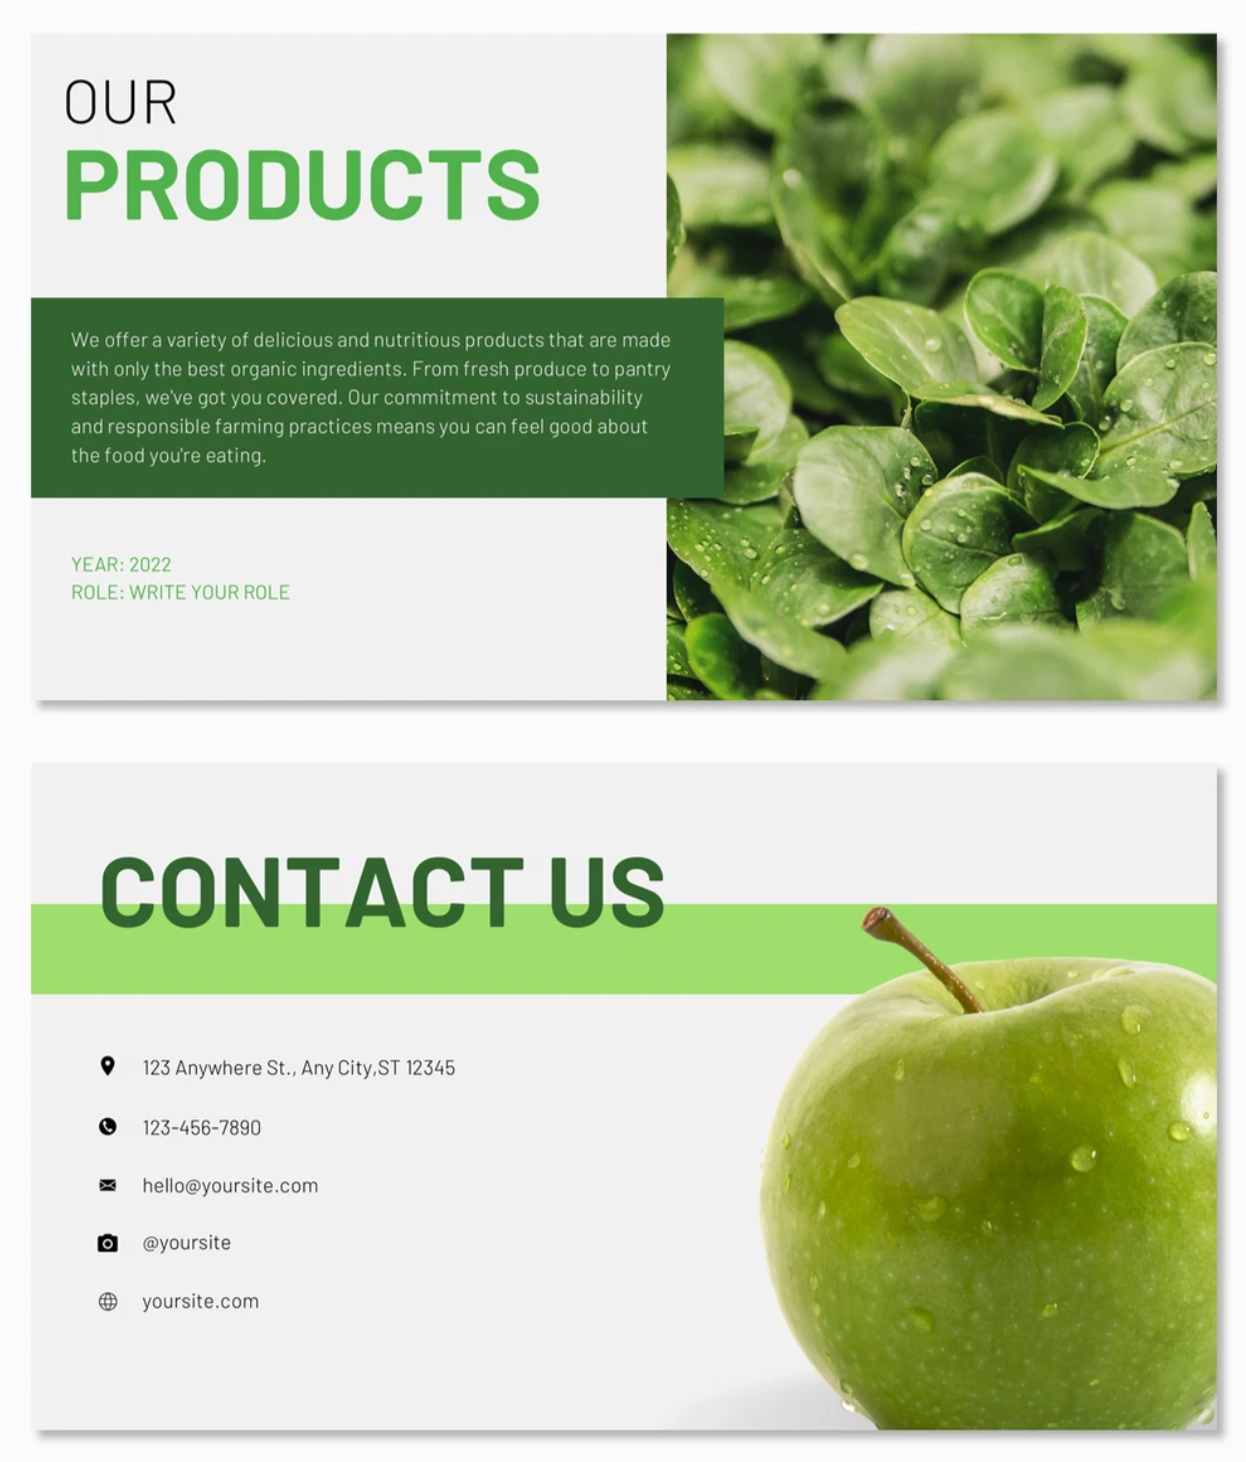 OUR
PRODUCTS
We offer a variety of delicious and nutritious products that are made
with only the best organic ingredients. From fresh produce to pantry
staples, we've got you covered. Our commitment to sustainability
and responsible farming practices means you can feel good about
the food you're eating.
YEAR: 2022
ROLE: WRITE YOUR ROLE
CONTACT US
123 Anywhere St., Any City,ST 12345
123-456-7890
hello@yoursite.com
@yoursite
yoursite.com